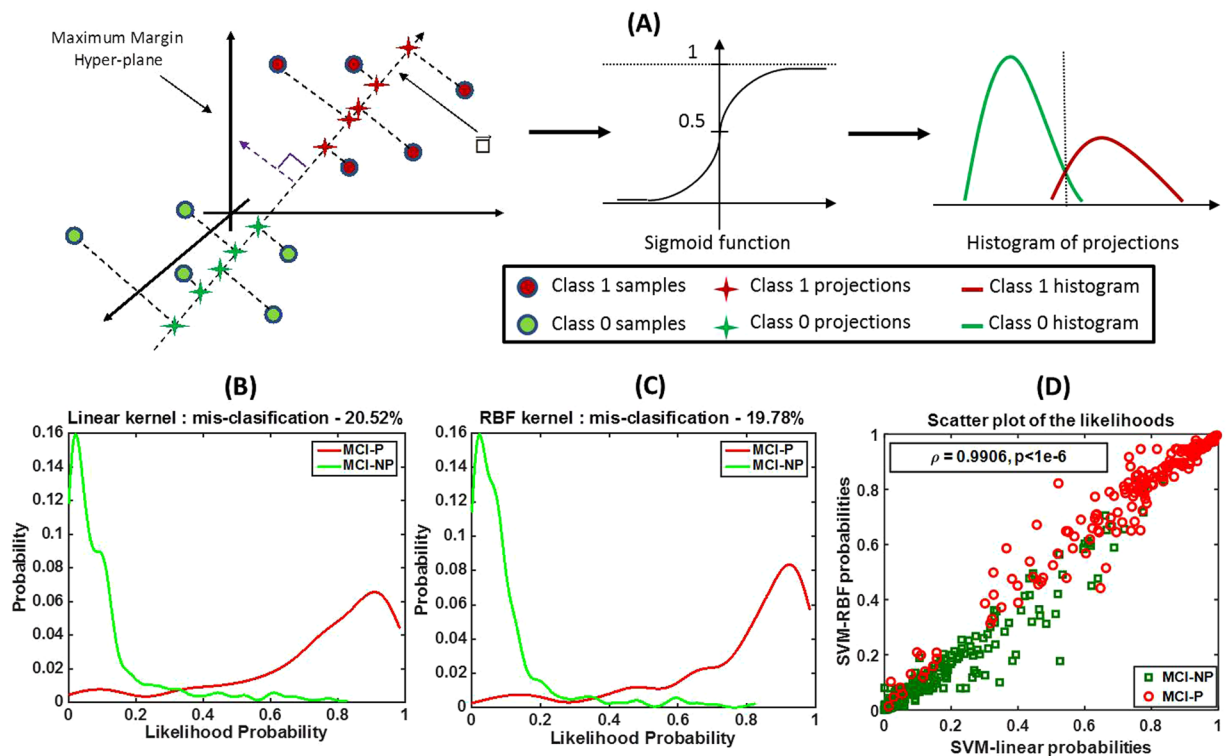 (A)
Maximum Margin
Hyper-plane
1
0.5
Sigmoid function
Histogram of projections
Class 1 samples
Class 1 projections
Class 1 histogram
Class 0 samples
Class 0 projections
Class 0 histogram
(B)
Linear kernel : mis-clasification - 20.52%
0.16
0.14
0.12
0.1
0.08
0.06
0.04
0.02
0
Probability
MCI-P
MCI-NP
0 0.2 0.4 0.6 0.8 1
Likelihood Probability
(C)
RBF kernel : mis-clasification - 19.78%
0.16
0.14
0.12
0.1
0.08
0.06
0.04
0.02
0
Probability
MCI-P
MCI-NP
0 0.2 0.4 0.6 0.8 1
Likelihood Probability
(D)
Scatter plot of the likelihoods
ρ = 0.9906, p<1e-6
1
0.8
0.6
0.4
0.2
0
SVM-RBF probabilities
MCI-NP
MCI-P
0 0.2 0.4 0.6 0.8 1
SVM-linear probabilities